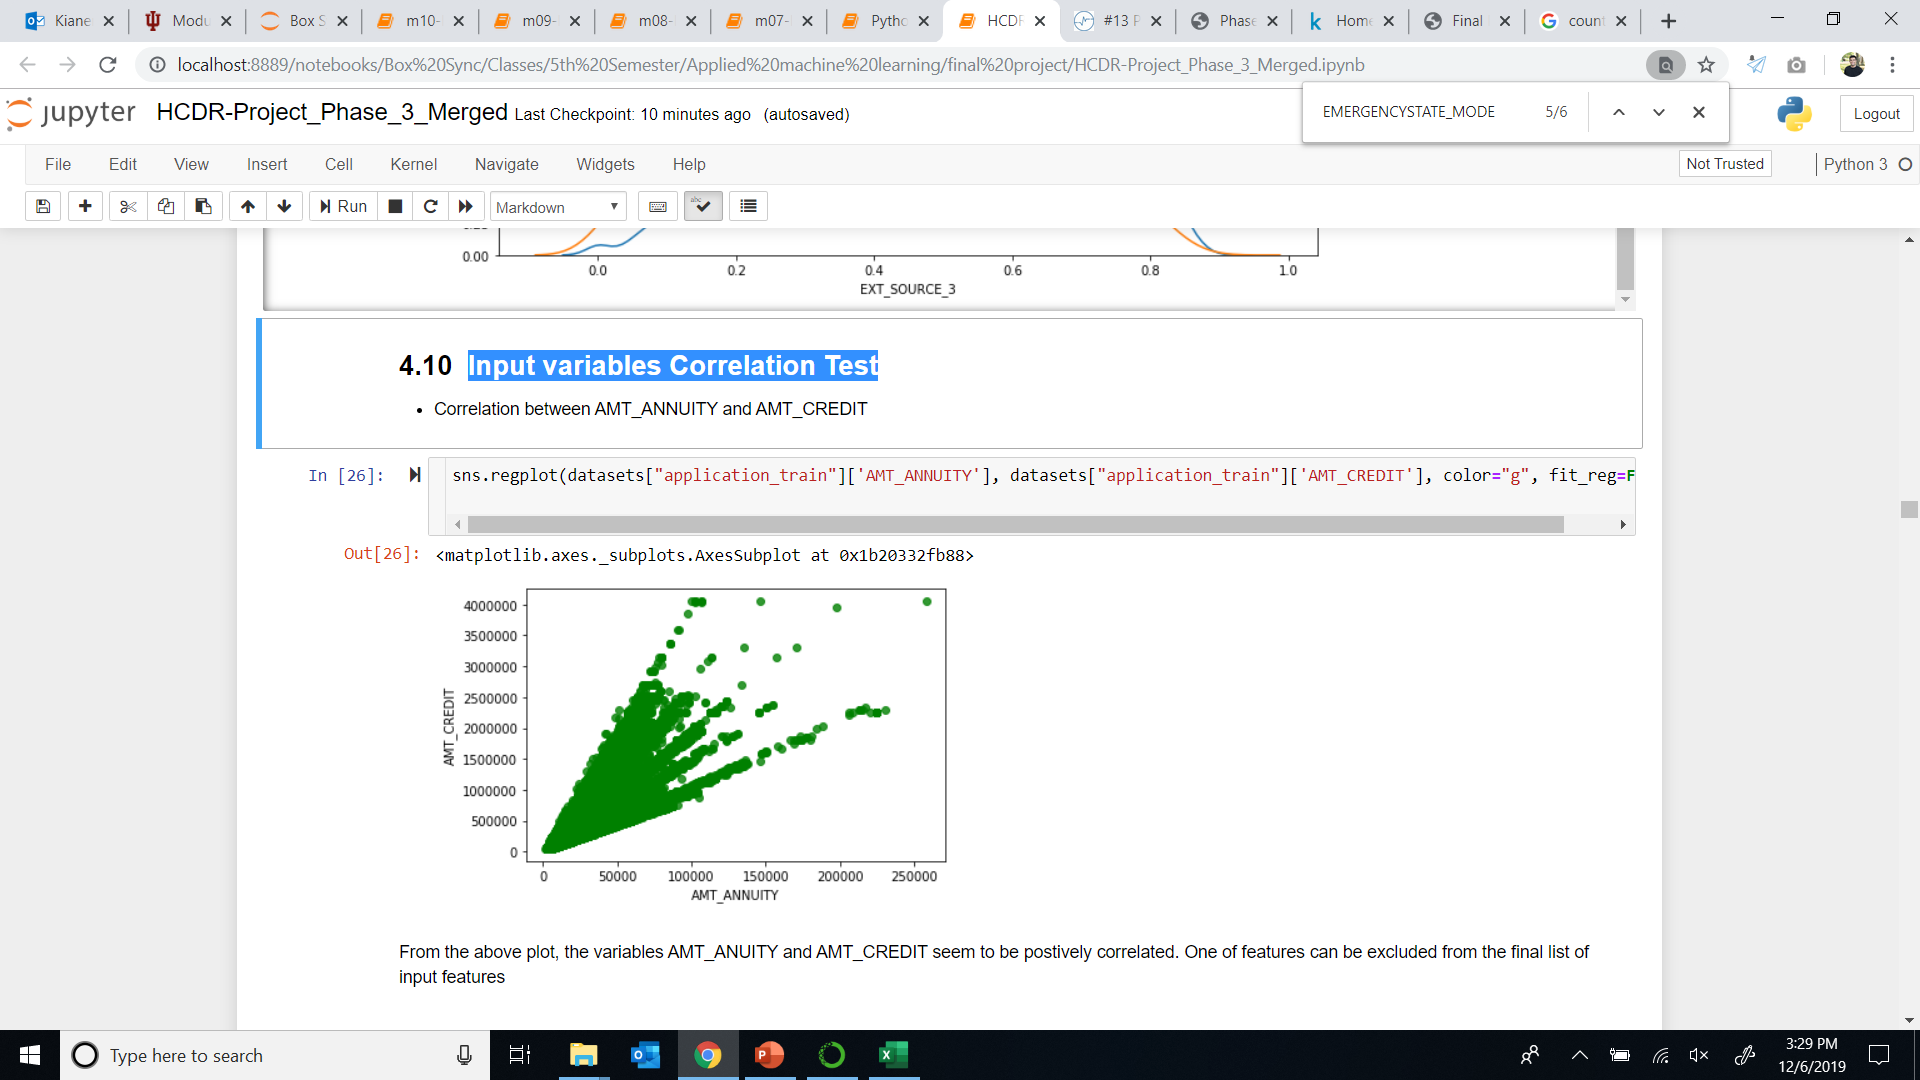 Kiane
Modu
Box S
m10-
m09-
m08-
m07-
Pytho
HCDF
#13 P
Phase
Hom
Final
coun
localhost:8889/notebooks/Box%20Sync/Classes/5th%20Semester/Applied%20machine%20learning/final%20project/HCDR-Project_Phase_3_Merged.ipynb
EMERGENCYSTATE_MODE 5/6
jupyter HCDR-Project_Phase_3_Merged Last Checkpoint: 10 minutes ago (autosaved)
Logout
File Edit View Insert Cell Kernel Navigate Widgets Help
Not Trusted
Python 3
Run
Markdown
0.00
0.0 0.2 0.4 0.6 0.8 1.0
EXT_SOURCE_3
4.10 Input variables Correlation Test
• Correlation between AMT_ANNUITY and AMT_CREDIT
In [26]: sns.regplot(datasets["application_train"]['AMT_ANNUITY'], datasets["application_train"]['AMT_CREDIT'], color="g", fit_reg=F
Out[26]: <matplotlib.axes._subplots.AxesSubplot at 0x1b20332fb88>
4000000
3500000
3000000
2500000
2000000
1500000
1000000
500000
0
AMT_CREDIT
0 50000 100000 150000 200000 250000
AMT_ANNUITY
From the above plot, the variables AMT_ANUITY and AMT_CREDIT seem to be postively correlated. One of features can be excluded from the final list of
input features
Type here to search
3:29 PM
12/6/2019